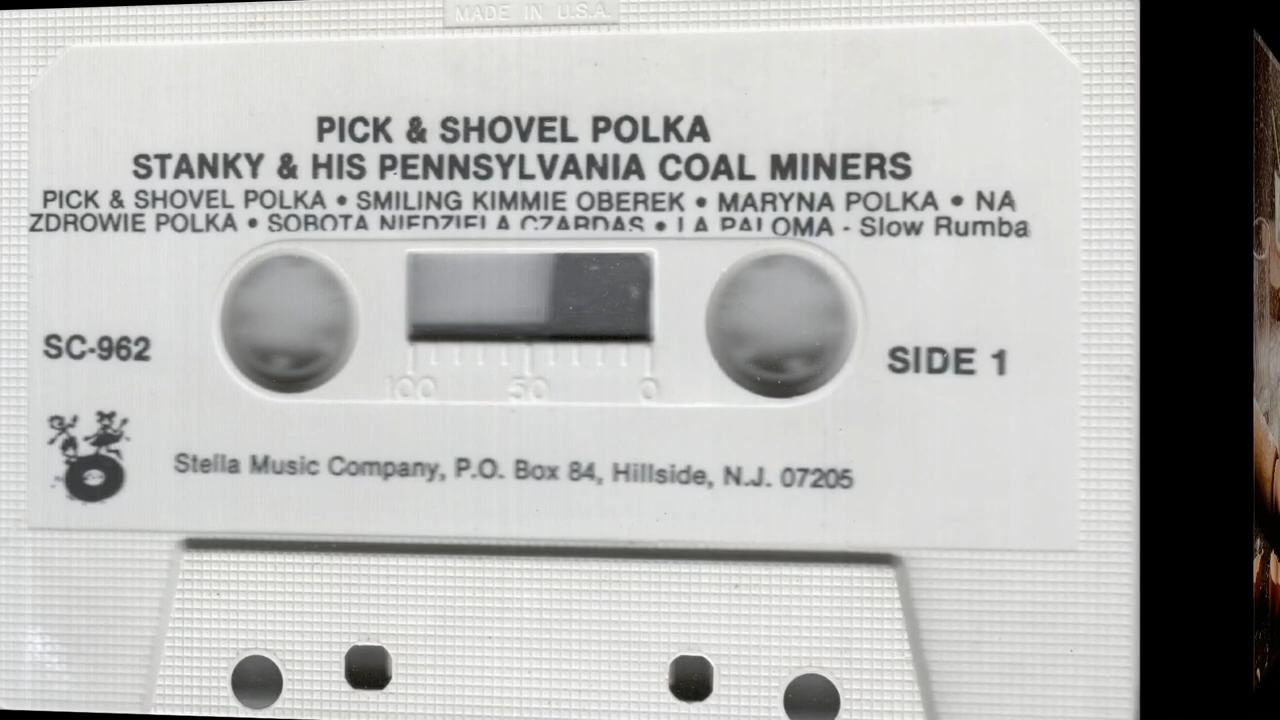 MADE IN U.S.A.
PICK & SHOVEL POLKA
STANKY & HIS PENNSYLVANIA COAL MINERS
PICK & SHOVEL POLKA • SMILING KIMMIE OBEREK • MARYNA POLKA • NA
ZDROWIE POLKA • SOBOTA NIEDZIELA CZARDAS • LA PALOMA - Slow Rumba
SC-962
SIDE 1
100 50 0
Stella Music Company, P.O. Box 84, Hillside, N.J. 07205